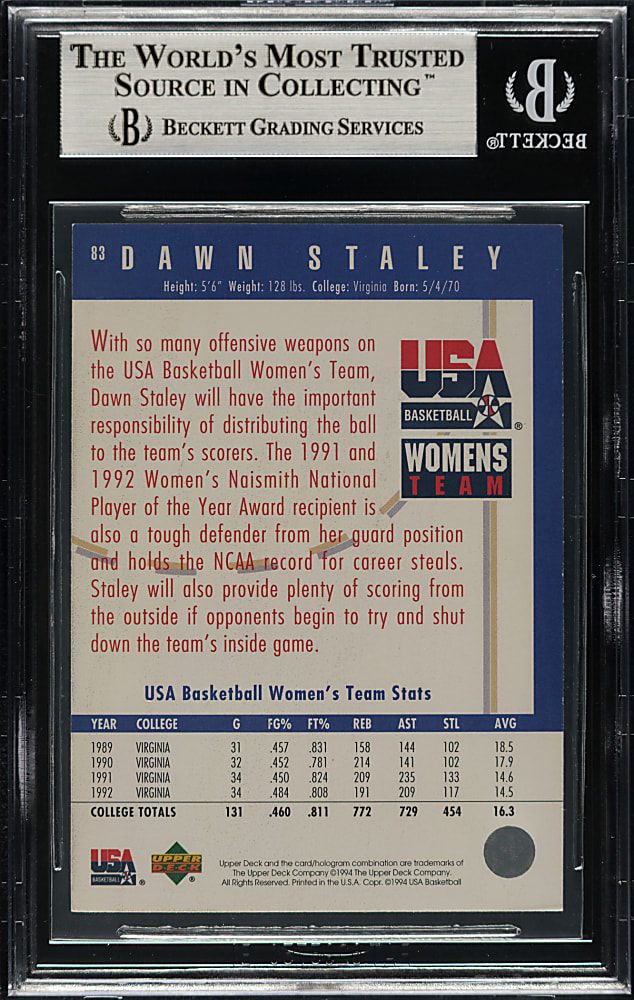 THE WORLD'S MOST TRUSTED
SOURCE IN COLLECTING™
B BECKETT GRADING SERVICES
B
BECKETT®
83 DAWN STALEY
Height: 5'6" Weight: 128 lbs. College: Virginia Born: 5/4/70
With so many offensive weapons on
the USA Basketball Women's Team,
Dawn Staley will have the important
responsibility of distributing the ball
to the team's scorers. The 1991 and
1992 Women's Naismith National
Player of the Year Award recipient is
also a tough defender from her guard position
and holds the NCAA record for career steals.
Staley will also provide plenty of scoring from
the outside if opponents begin to try and shut
down the team's inside game.
USA
BASKETBALL ®
WOMENS
TEAM
USA Basketball Women's Team Stats
YEAR COLLEGE G FG% FT% REB AST STL AVG
1989 VIRGINIA 31 .457 .831 158 144 102 18.5
1990 VIRGINIA 32 .452 .781 214 141 102 17.9
1991 VIRGINIA 34 .450 .824 209 235 133 14.6
1992 VIRGINIA 34 .484 .808 191 209 117 14.5
COLLEGE TOTALS 131 .460 .811 772 729 454 16.3
USA
BASKETBALL ®
UPPER
DECK ®
Upper Deck and the card/hologram combination are trademarks of
The Upper Deck Company ©1994 The Upper Deck Company.
All Rights Reserved. Printed in the U.S.A. Copr. ©1994 USA Basketball